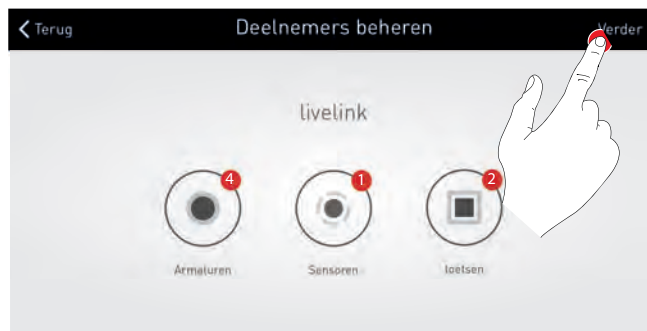 Terug Deelnemers beheren Verder
livelink
4 1 2
Armaturen Sensoren toetsen